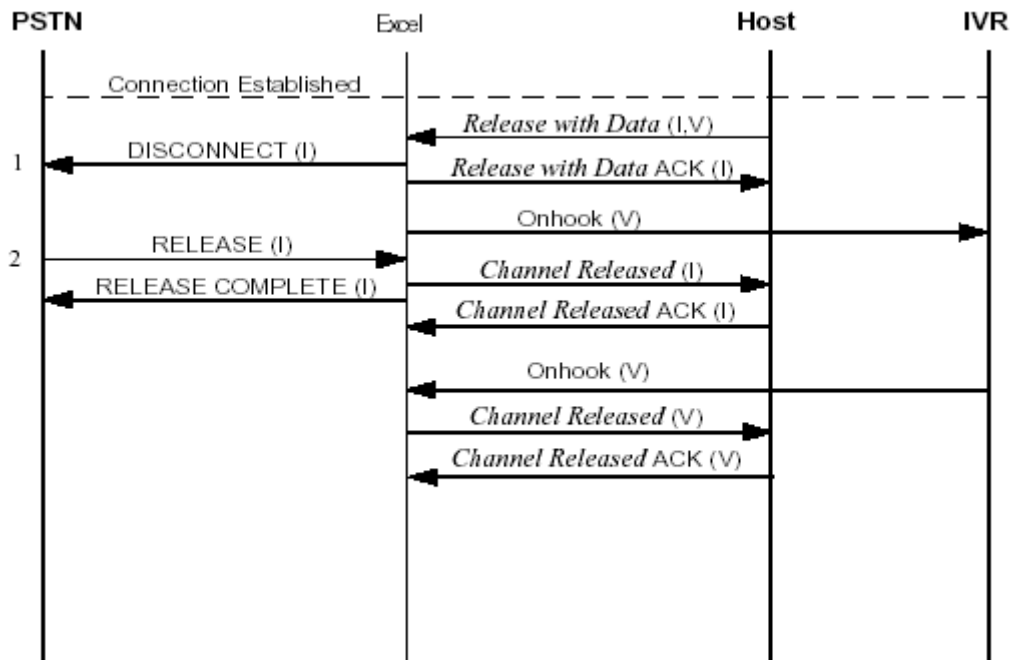 PSTN Excel Host IVR
Connection Established
Release with Data (I,V)
1 DISCONNECT (I)
Release with Data ACK (I)
Onhook (V)
2 RELEASE (I)
Channel Released (I)
RELEASE COMPLETE (I)
Channel Released ACK (I)
Onhook (V)
Channel Released (V)
Channel Released ACK (V)